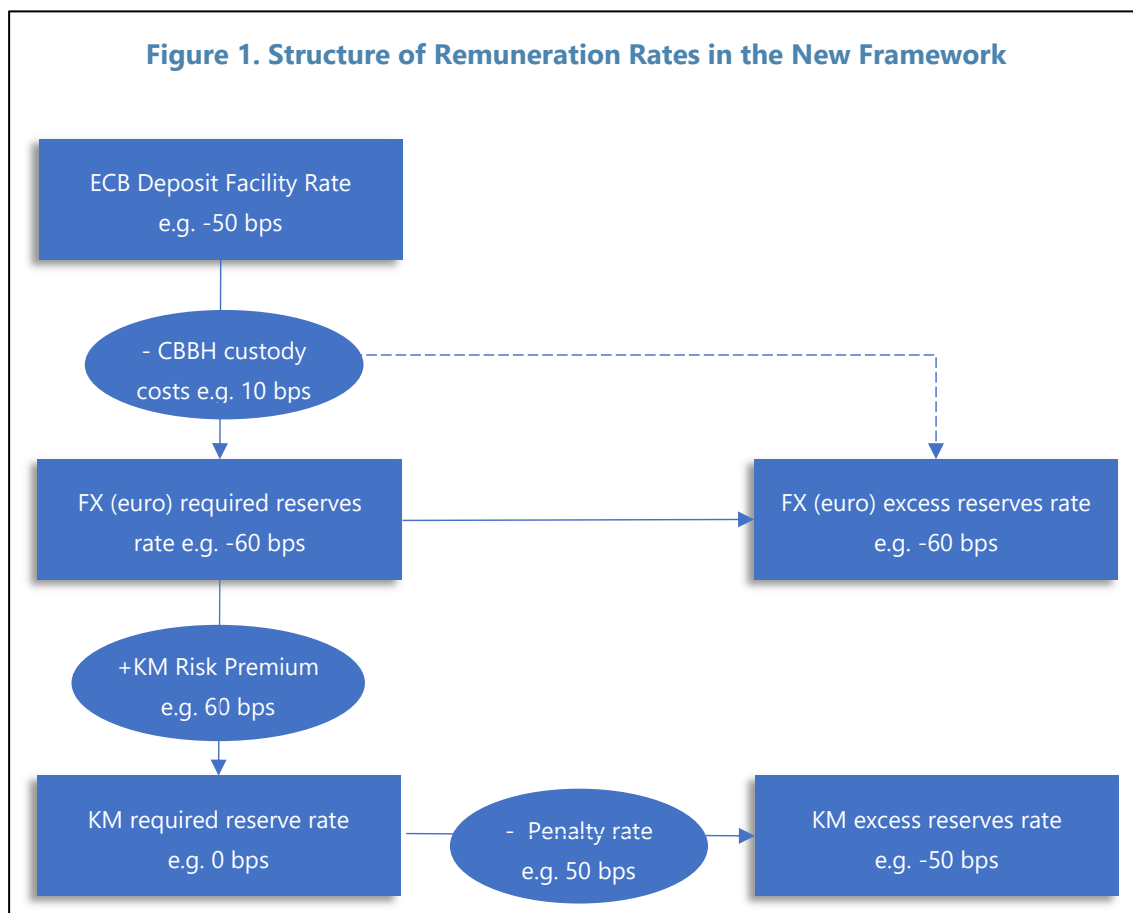 Figure 1. Structure of Remuneration Rates in the New Framework
ECB Deposit Facility Rate
e.g. -50 bps
- CBBH custody
costs e.g. 10 bps
FX (euro) required reserves
rate e.g. -60 bps
FX (euro) excess reserves rate
e.g. -60 bps
+KM Risk Premium
e.g. 60 bps
KM required reserve rate
e.g. 0 bps
- Penalty rate
e.g. 50 bps
KM excess reserves rate
e.g. -50 bps